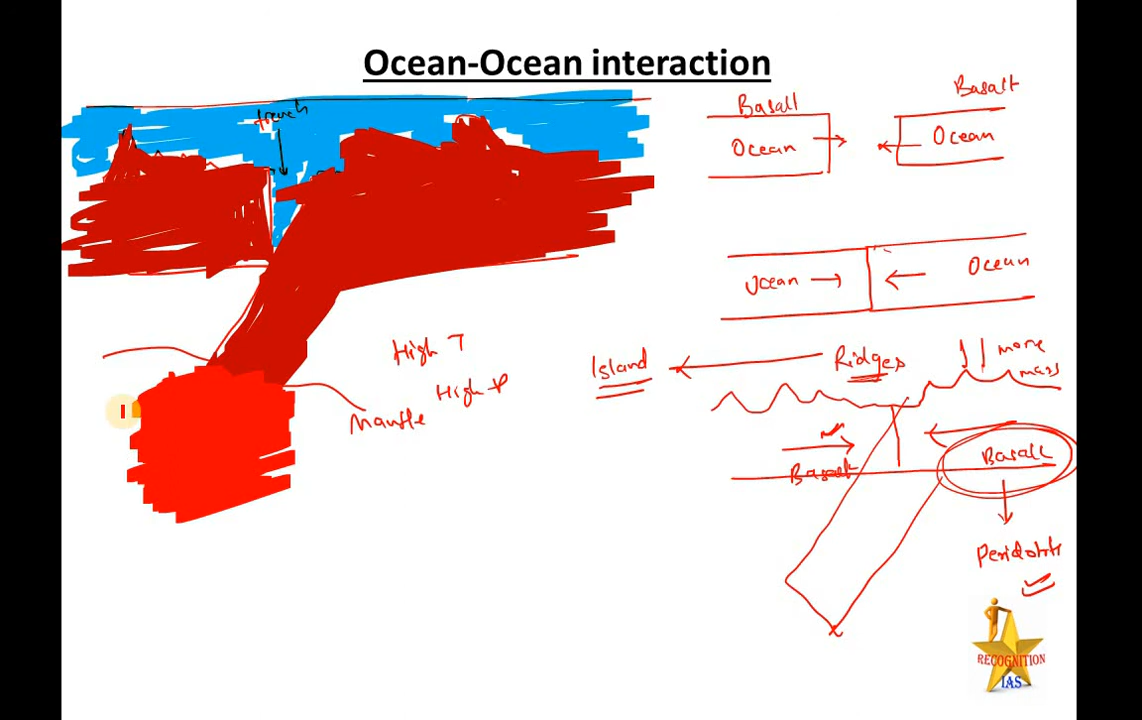 Ocean-Ocean interaction
trench
Basalt
Basalt
Ocean
Ocean
Ocean
Ocean
Island
Ridges
more
mass
High T
High P
Mantle
Basalt
Basalt
Peridotite
RECOGNITION
IAS